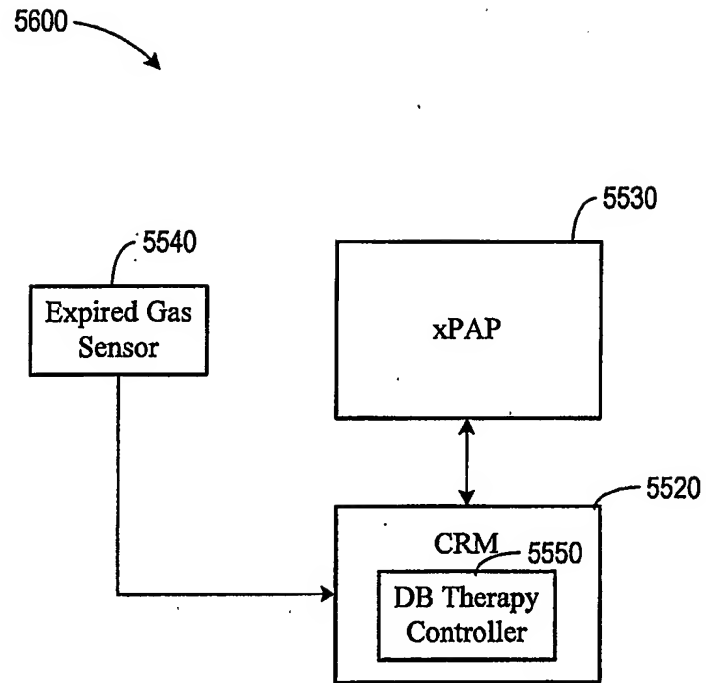 5600
5530
5540
Expired Gas
Sensor
xPAP
5520
CRM
5550
DB Therapy
Controller